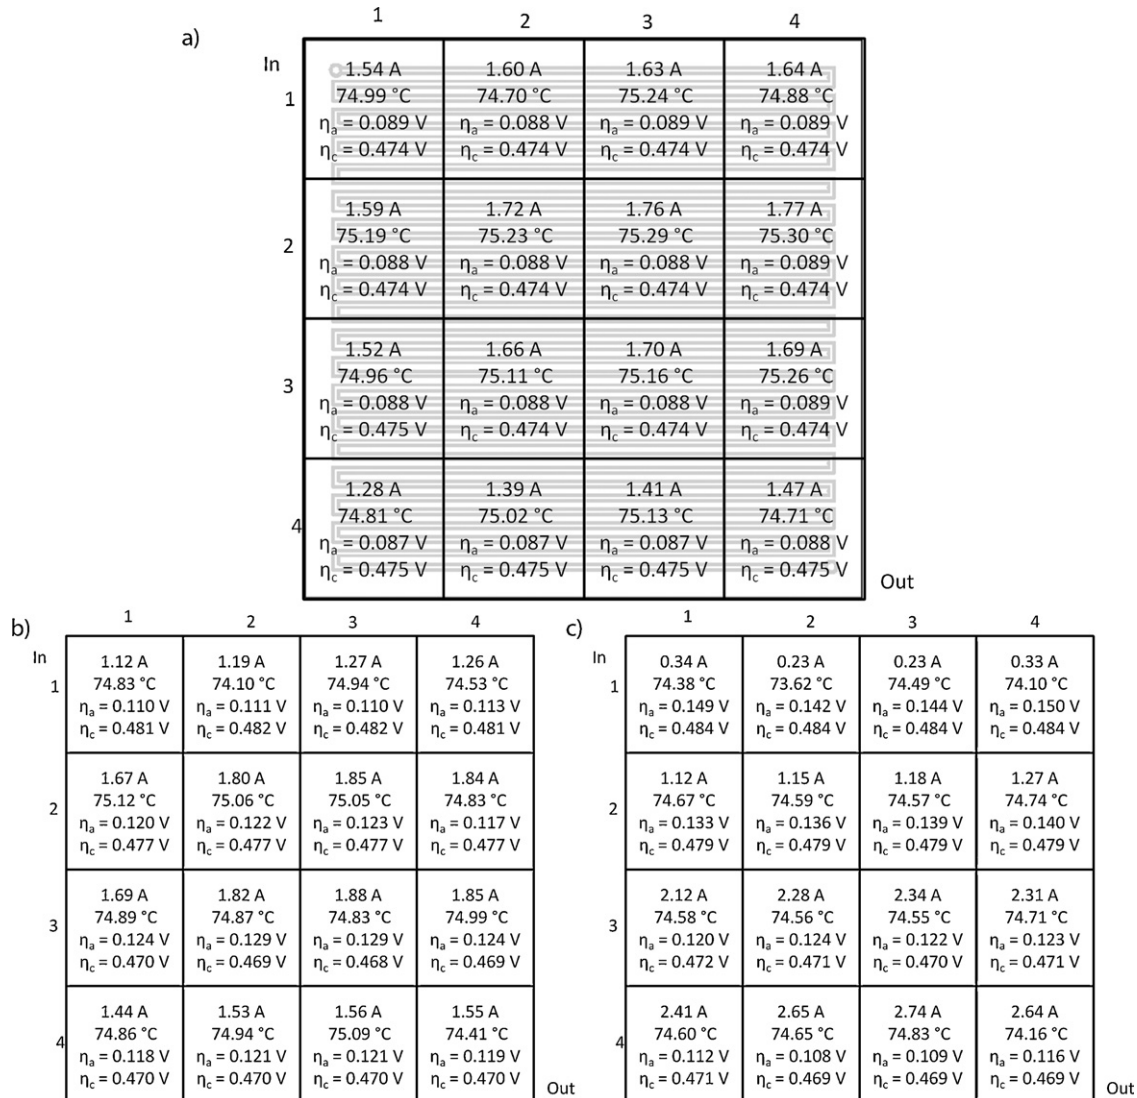 a)
1 2 3 4
In
1
1.54 A 1.60 A 1.63 A 1.64 A
74.99 °C 74.70 °C 75.24 °C 74.88 °C
ηa = 0.089 V ηa = 0.088 V ηa = 0.089 V ηa = 0.089 V
ηc = 0.474 V ηc = 0.474 V ηc = 0.474 V ηc = 0.474 V
2
1.59 A 1.72 A 1.76 A 1.77 A
75.19 °C 75.23 °C 75.29 °C 75.30 °C
ηa = 0.088 V ηa = 0.088 V ηa = 0.088 V ηa = 0.089 V
ηc = 0.474 V ηc = 0.474 V ηc = 0.474 V ηc = 0.474 V
3
1.52 A 1.66 A 1.70 A 1.69 A
74.96 °C 75.11 °C 75.16 °C 75.26 °C
ηa = 0.088 V ηa = 0.088 V ηa = 0.088 V ηa = 0.089 V
ηc = 0.475 V ηc = 0.474 V ηc = 0.474 V ηc = 0.474 V
4
1.28 A 1.39 A 1.41 A 1.47 A
74.81 °C 75.02 °C 75.13 °C 74.71 °C
ηa = 0.087 V ηa = 0.087 V ηa = 0.087 V ηa = 0.088 V
ηc = 0.475 V ηc = 0.475 V ηc = 0.475 V ηc = 0.475 V
Out
b)
1 2 3 4
In
1
1.12 A 1.19 A 1.27 A 1.26 A
74.83 °C 74.10 °C 74.94 °C 74.53 °C
ηa = 0.110 V ηa = 0.111 V ηa = 0.110 V ηa = 0.113 V
ηc = 0.481 V ηc = 0.482 V ηc = 0.482 V ηc = 0.481 V
2
1.67 A 1.80 A 1.85 A 1.84 A
75.12 °C 75.06 °C 75.05 °C 74.83 °C
ηa = 0.120 V ηa = 0.122 V ηa = 0.123 V ηa = 0.117 V
ηc = 0.477 V ηc = 0.477 V ηc = 0.477 V ηc = 0.477 V
3
1.69 A 1.82 A 1.88 A 1.85 A
74.89 °C 74.87 °C 74.83 °C 74.99 °C
ηa = 0.124 V ηa = 0.129 V ηa = 0.129 V ηa = 0.124 V
ηc = 0.470 V ηc = 0.469 V ηc = 0.468 V ηc = 0.469 V
4
1.44 A 1.53 A 1.56 A 1.55 A
74.86 °C 74.94 °C 75.09 °C 74.41 °C
ηa = 0.118 V ηa = 0.121 V ηa = 0.121 V ηa = 0.119 V
ηc = 0.470 V ηc = 0.470 V ηc = 0.470 V ηc = 0.470 V
Out
c)
1 2 3 4
In
1
0.34 A 0.23 A 0.23 A 0.33 A
74.38 °C 73.62 °C 74.49 °C 74.10 °C
ηa = 0.149 V ηa = 0.142 V ηa = 0.144 V ηa = 0.150 V
ηc = 0.484 V ηc = 0.484 V ηc = 0.484 V ηc = 0.484 V
2
1.12 A 1.15 A 1.18 A 1.27 A
74.67 °C 74.59 °C 74.57 °C 74.74 °C
ηa = 0.133 V ηa = 0.136 V ηa = 0.139 V ηa = 0.140 V
ηc = 0.479 V ηc = 0.479 V ηc = 0.479 V ηc = 0.479 V
3
2.12 A 2.28 A 2.34 A 2.31 A
74.58 °C 74.56 °C 74.55 °C 74.71 °C
ηa = 0.120 V ηa = 0.124 V ηa = 0.122 V ηa = 0.123 V
ηc = 0.472 V ηc = 0.471 V ηc = 0.470 V ηc = 0.471 V
4
2.41 A 2.65 A 2.74 A 2.64 A
74.60 °C 74.65 °C 74.83 °C 74.16 °C
ηa = 0.112 V ηa = 0.108 V ηa = 0.109 V ηa = 0.116 V
ηc = 0.471 V ηc = 0.469 V ηc = 0.469 V ηc = 0.469 V
Out